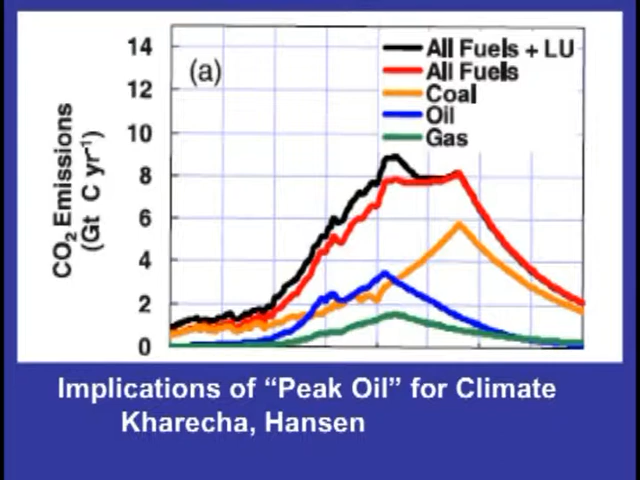 14
12
10
8
6
4
2
0
CO2 Emissions
(Gt C yr-1)
(a)
All Fuels + LU
All Fuels
Coal
Oil
Gas
Implications of “Peak Oil” for Climate
Kharecha, Hansen